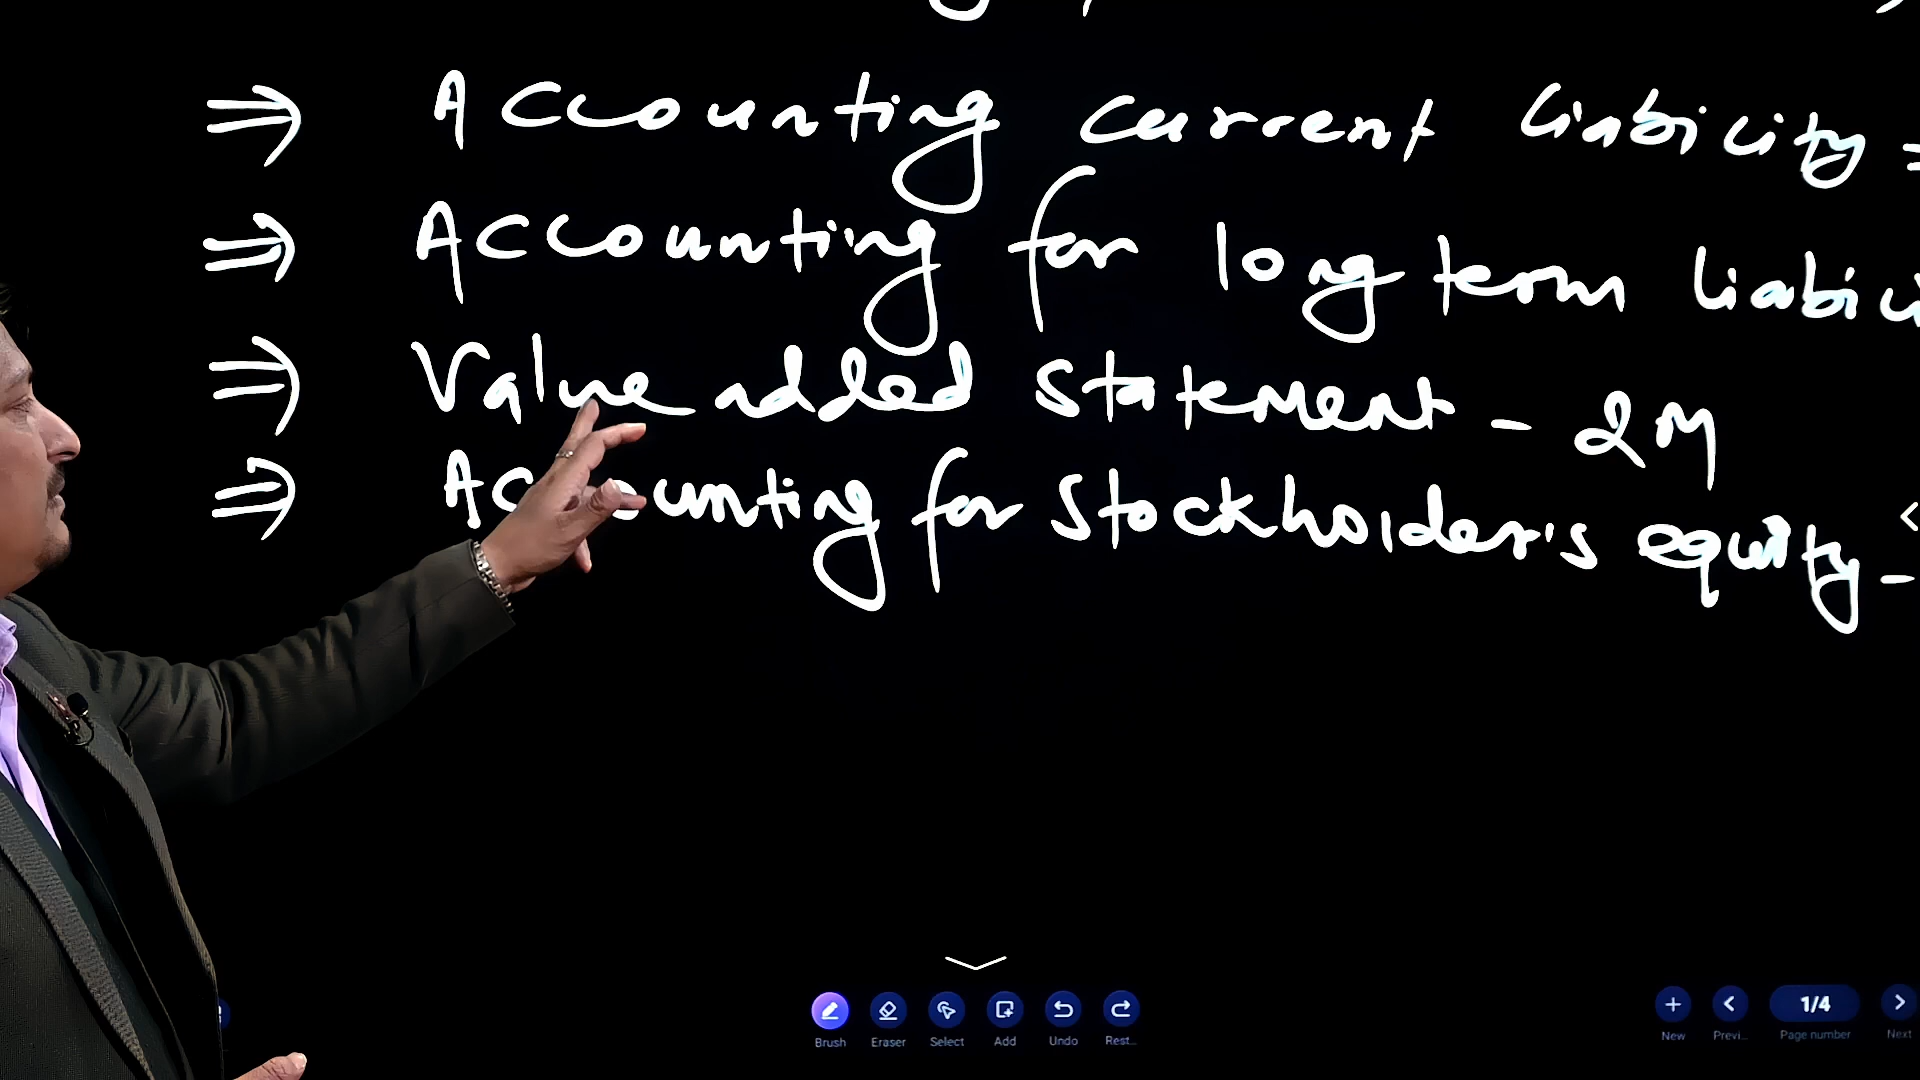 ⇒ Accounting current liability =
⇒ Accounting for long term liabili
⇒ Value added Statement - 2M
⇒ Accounting for Stockholder's equity -
Brush Eraser Select Add Undo Rest...
1/4
New Previ... Page number Next